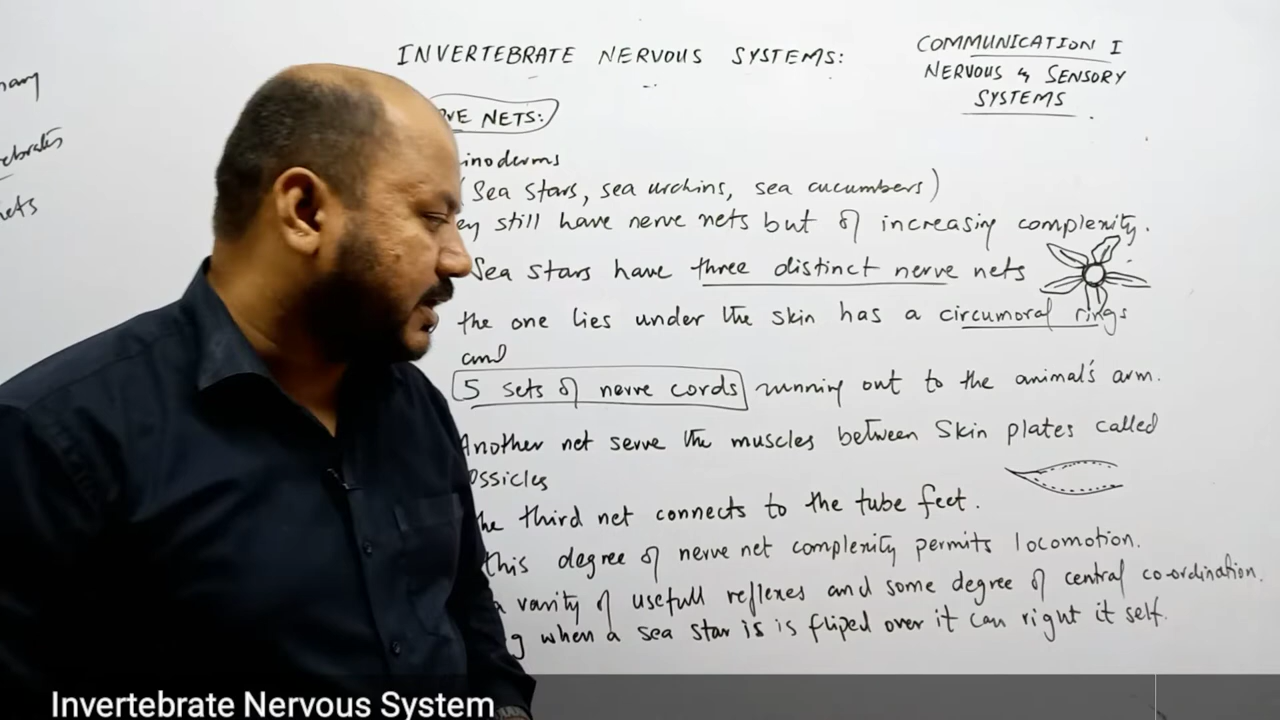 INVERTEBRATE NERVOUS SYSTEMS:
COMMUNICATION I
NERVOUS & SENSORY
SYSTEMS
VE NETS:
inoderms
(Sea Stars, sea urchins, sea cucumbers)
ey still have nerve nets but of increasing complexity.
Sea stars have three distinct nerve nets
the one lies under the skin has a circumoral rings
and
5 sets of nerve cords running out to the animal's arm.
Another net serve the muscles between Skin plates called
ossicles
he third net connects to the tube feet.
this degree of nerve net complexity permits locomotion.
a varity of usefull reflexes and some degree of central co-ordination.
g when a sea star is is fliped over it can right it self.
ebrates
ets
Invertebrate Nervous System